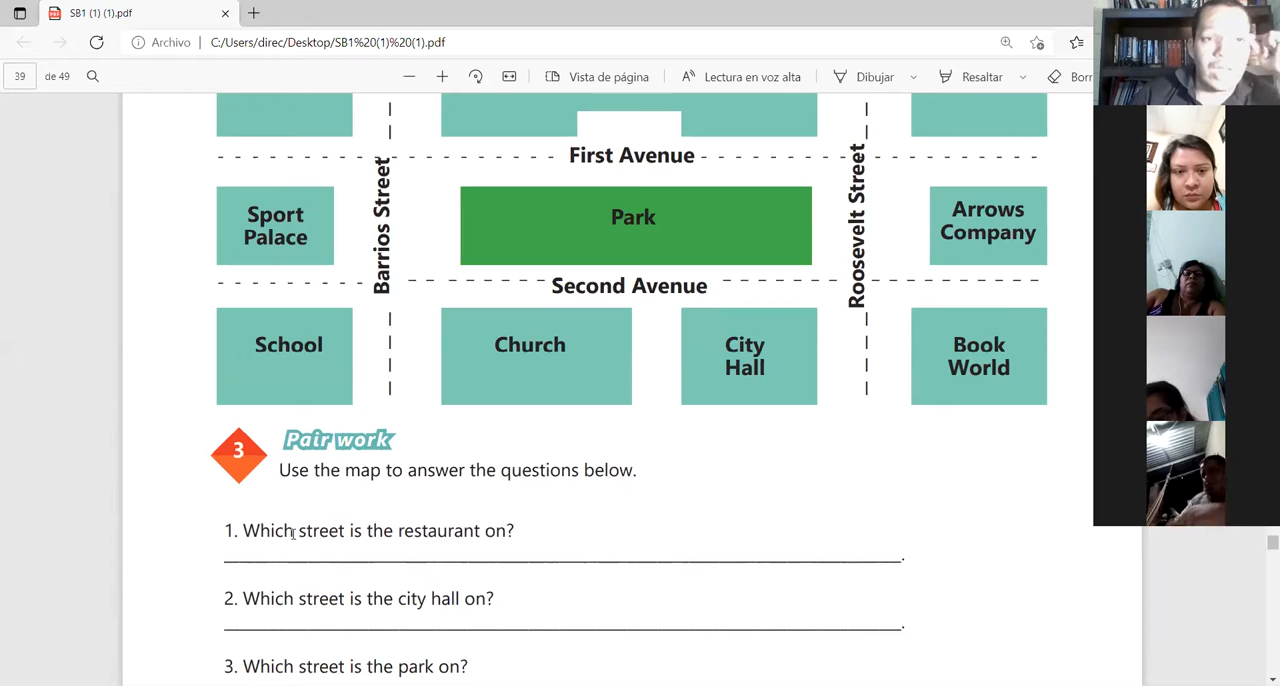 SB1 (1) (1).pdf
Archivo
C:/Users/direc/Desktop/SB1%20(1)%20(1).pdf
39
de 49
Vista de página
Lectura en voz alta
Dibujar
Resaltar
Borr
First Avenue
Barrios Street
Roosevelt Street
Sport
Palace
Park
Arrows
Company
Second Avenue
School
Church
City
Hall
Book
World
3
Pair work
Use the map to answer the questions below.
1. Which street is the restaurant on?
2. Which street is the city hall on?
3. Which street is the park on?